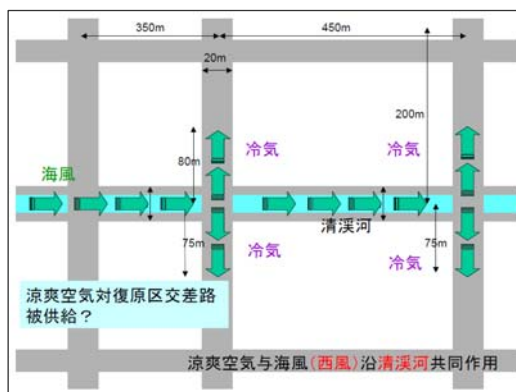 350m
450m
20m
200m
冷気
冷気
海風
80m
清渓河
75m
75m
冷気
冷気
涼爽空気対復原区交差路
被供給？
涼爽空気与海風(西風)沿清渓河共同作用